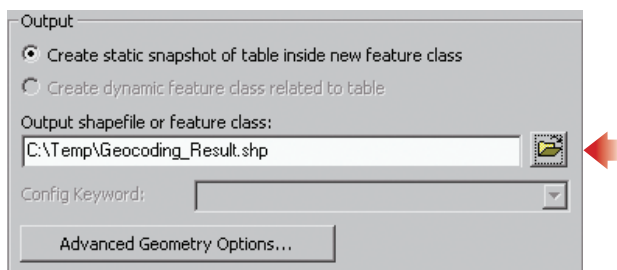 Output
Create static snapshot of table inside new feature class
Create dynamic feature class related to table
Output shapefile or feature class:
C:\Temp\Geocoding_Result.shp
Config Keyword:
Advanced Geometry Options...